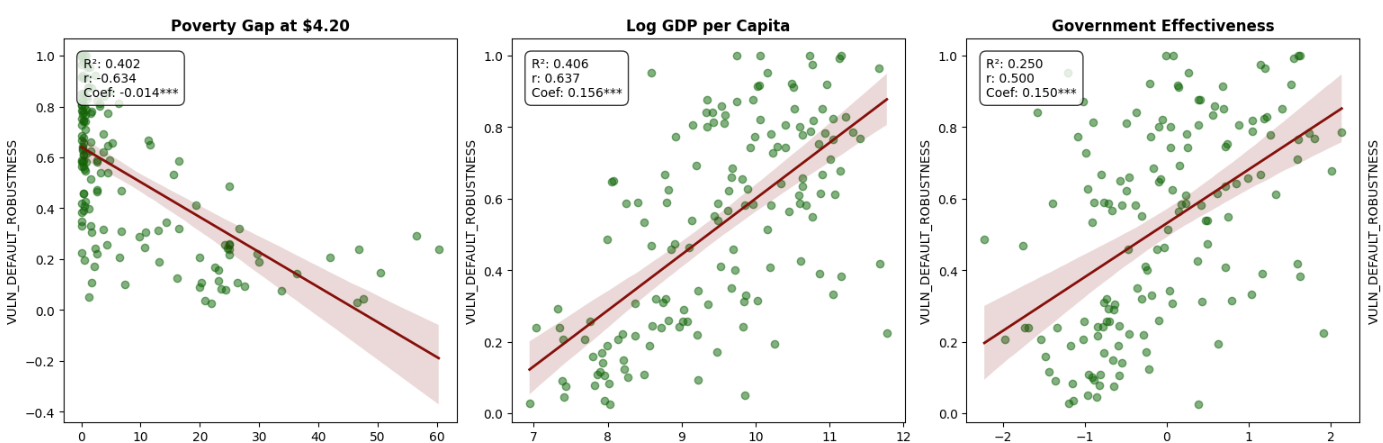 Poverty Gap at $4.20
VULN_DEFAULT_ROBUSTNESS
1.0
0.8
0.6
0.4
0.2
0.0
−0.2
−0.4
R²: 0.402
r: -0.634
Coef: -0.014***
0
10
20
30
40
50
60
Log GDP per Capita
VULN_DEFAULT_ROBUSTNESS
1.0
0.8
0.6
0.4
0.2
0.0
R²: 0.406
r: 0.637
Coef: 0.156***
7
8
9
10
11
12
Government Effectiveness
VULN_DEFAULT_ROBUSTNESS
1.0
0.8
0.6
0.4
0.2
0.0
R²: 0.250
r: 0.500
Coef: 0.150***
−2
−1
0
1
2
VULN_DEFAULT_ROBUSTNESS